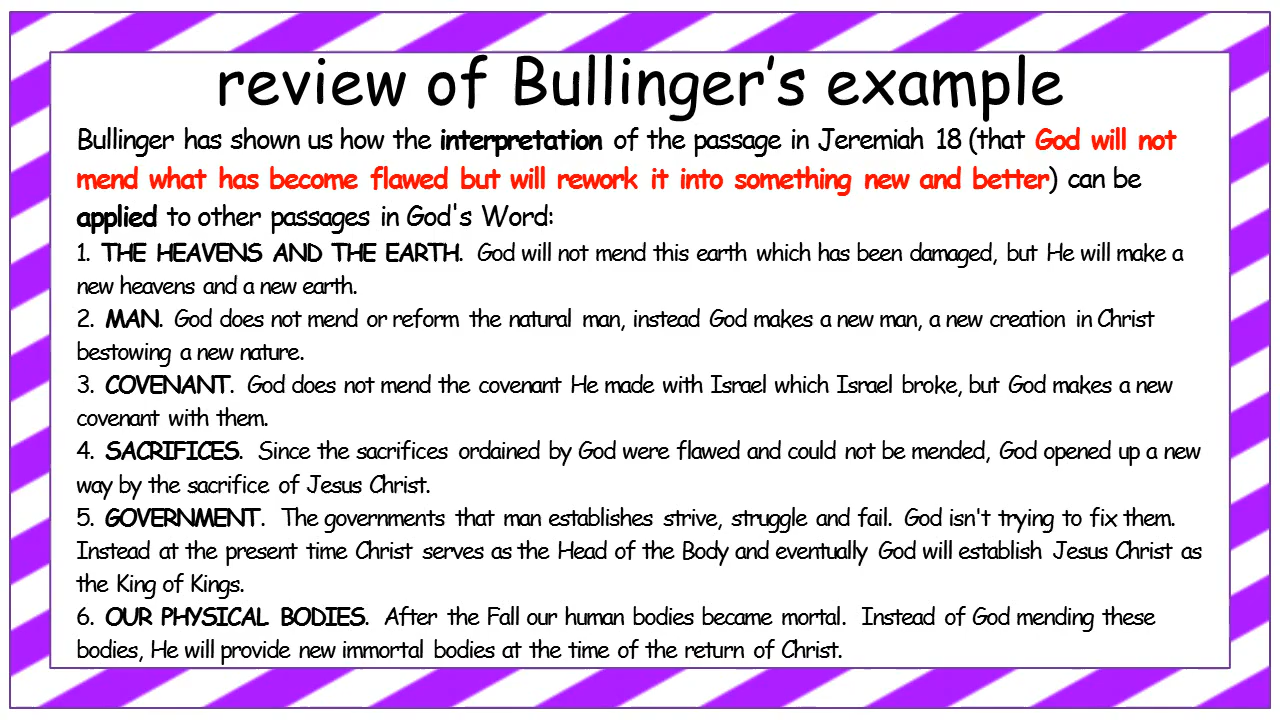 review of Bullinger’s example
Bullinger has shown us how the interpretation of the passage in Jeremiah 18 (that God will not
mend what has become flawed but will rework it into something new and better) can be
applied to other passages in God's Word:
1. THE HEAVENS AND THE EARTH. God will not mend this earth which has been damaged, but He will make a
new heavens and a new earth.
2. MAN. God does not mend or reform the natural man, instead God makes a new man, a new creation in Christ
bestowing a new nature.
3. COVENANT. God does not mend the covenant He made with Israel which Israel broke, but God makes a new
covenant with them.
4. SACRIFICES. Since the sacrifices ordained by God were flawed and could not be mended, God opened up a new
way by the sacrifice of Jesus Christ.
5. GOVERNMENT. The governments that man establishes strive, struggle and fail. God isn't trying to fix them.
Instead at the present time Christ serves as the Head of the Body and eventually God will establish Jesus Christ as
the King of Kings.
6. OUR PHYSICAL BODIES. After the Fall our human bodies became mortal. Instead of God mending these
bodies, He will provide new immortal bodies at the time of the return of Christ.